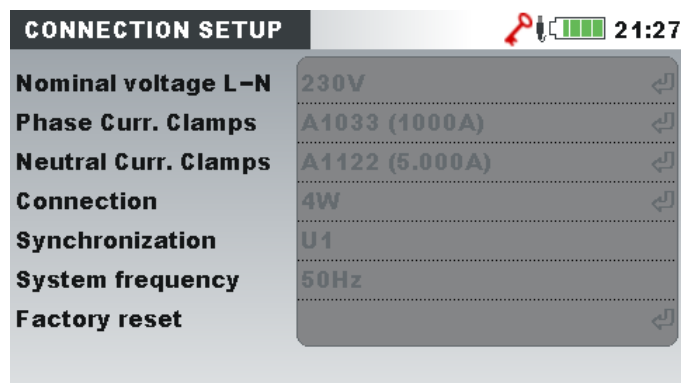 CONNECTION SETUP 21:27
Nominal voltage L-N 230V
Phase Curr. Clamps A1033 (1000A)
Neutral Curr. Clamps A1122 (5.000A)
Connection 4W
Synchronization U1
System frequency 50Hz
Factory reset